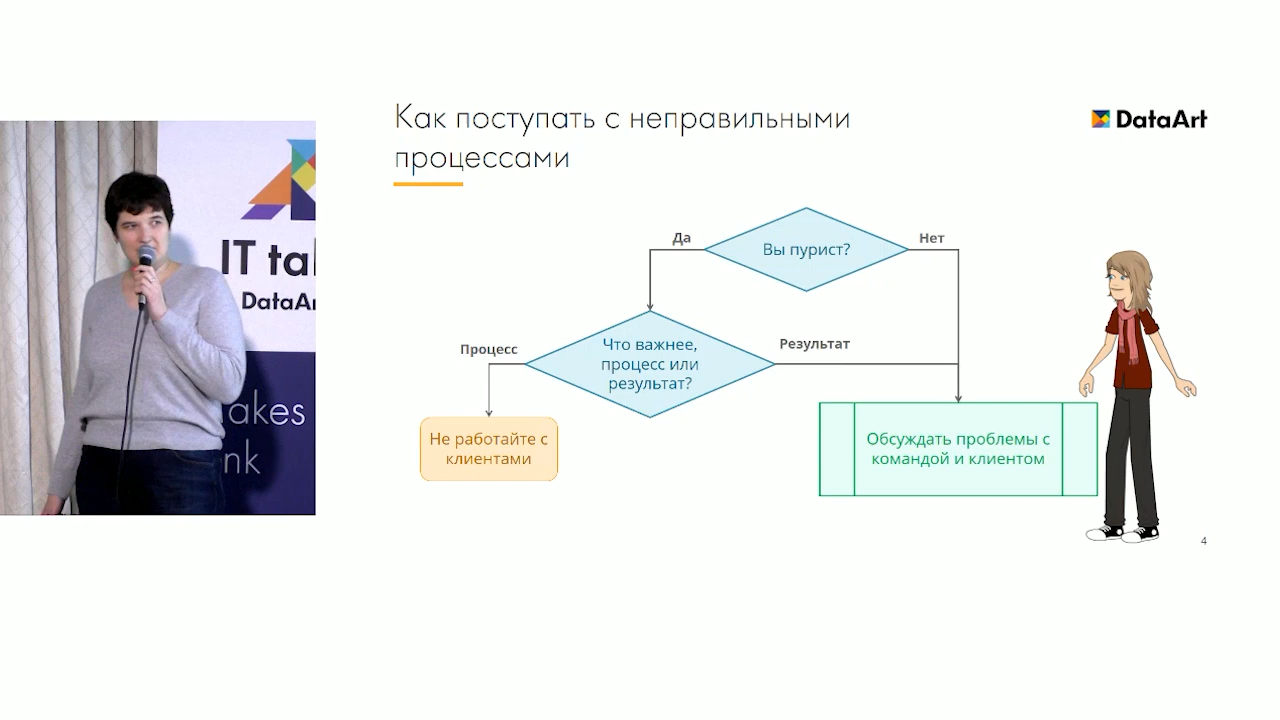 Как поступать с неправильными
процессами
DataArt
Вы пурист?
Да
Нет
Что важнее,
процесс или
результат?
Процесс
Результат
Не работайте с
клиентами
Обсуждать проблемы с
командой и клиентом
4
IT
DataAr
akes
nk